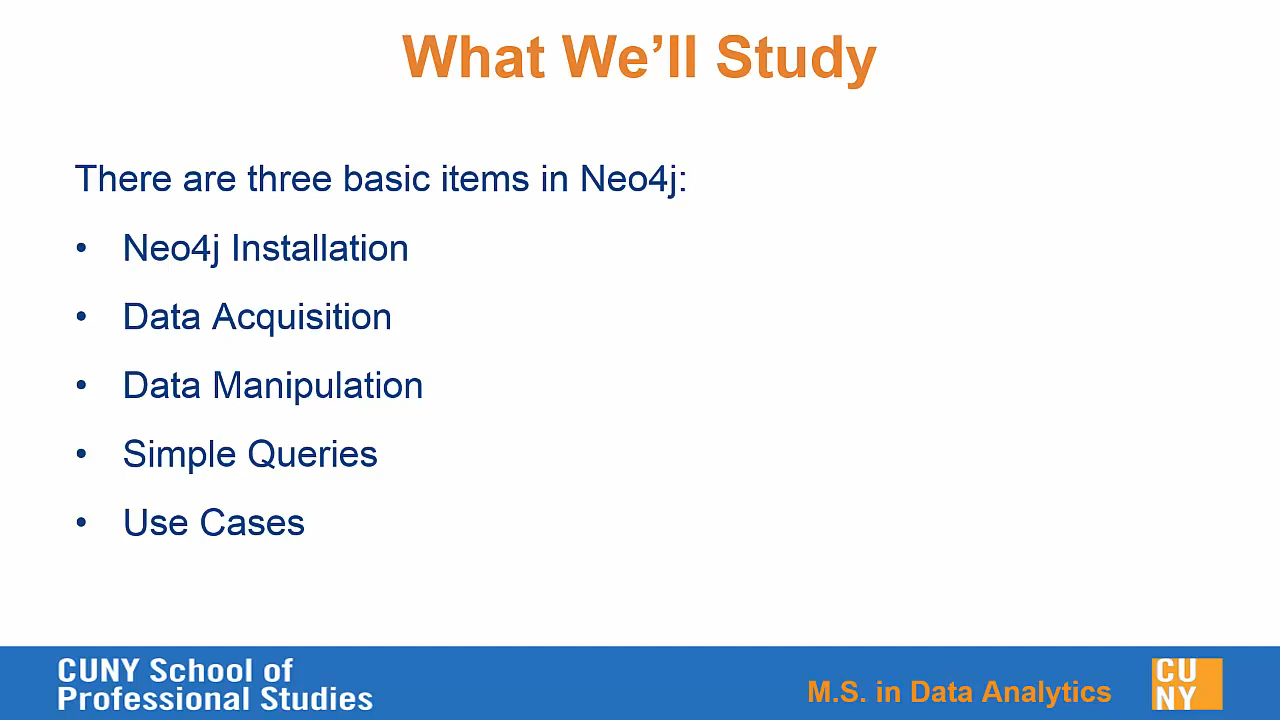 What We’ll Study
There are three basic items in Neo4j:
• Neo4j Installation
• Data Acquisition
• Data Manipulation
• Simple Queries
• Use Cases
CUNY School of
Professional Studies
M.S. in Data Analytics
CU
NY